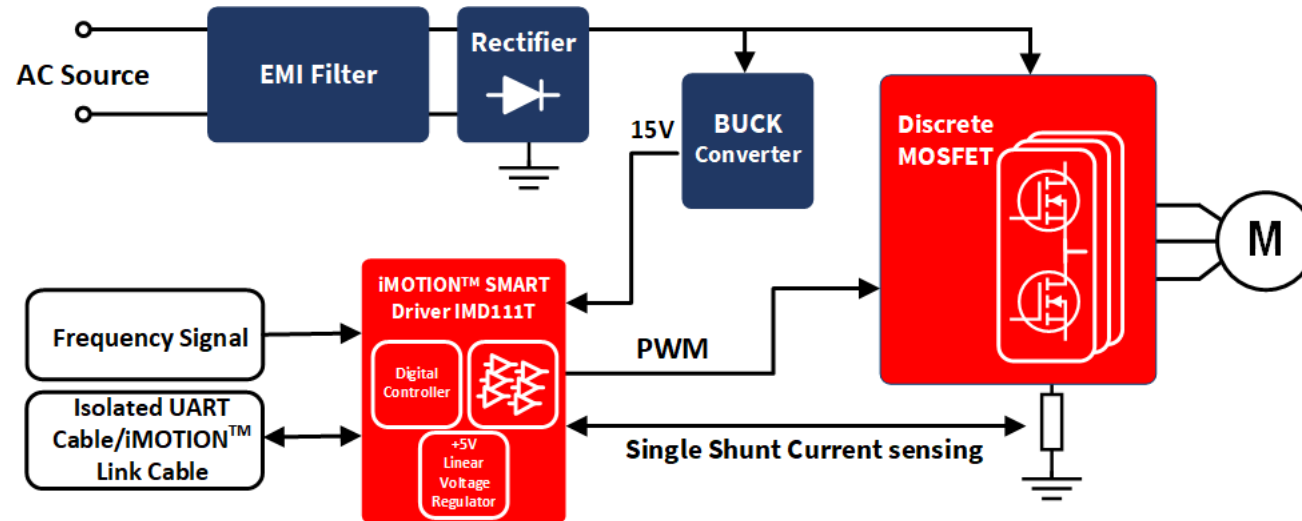 AC Source
EMI Filter
Rectifier
15V
BUCK
Converter
Discrete
MOSFET
M
iMOTION™ SMART
Driver IMD111T
Digital
Controller
+5V
Linear
Voltage
Regulator
Frequency Signal
Isolated UART
Cable/iMOTION™
Link Cable
PWM
Single Shunt Current sensing